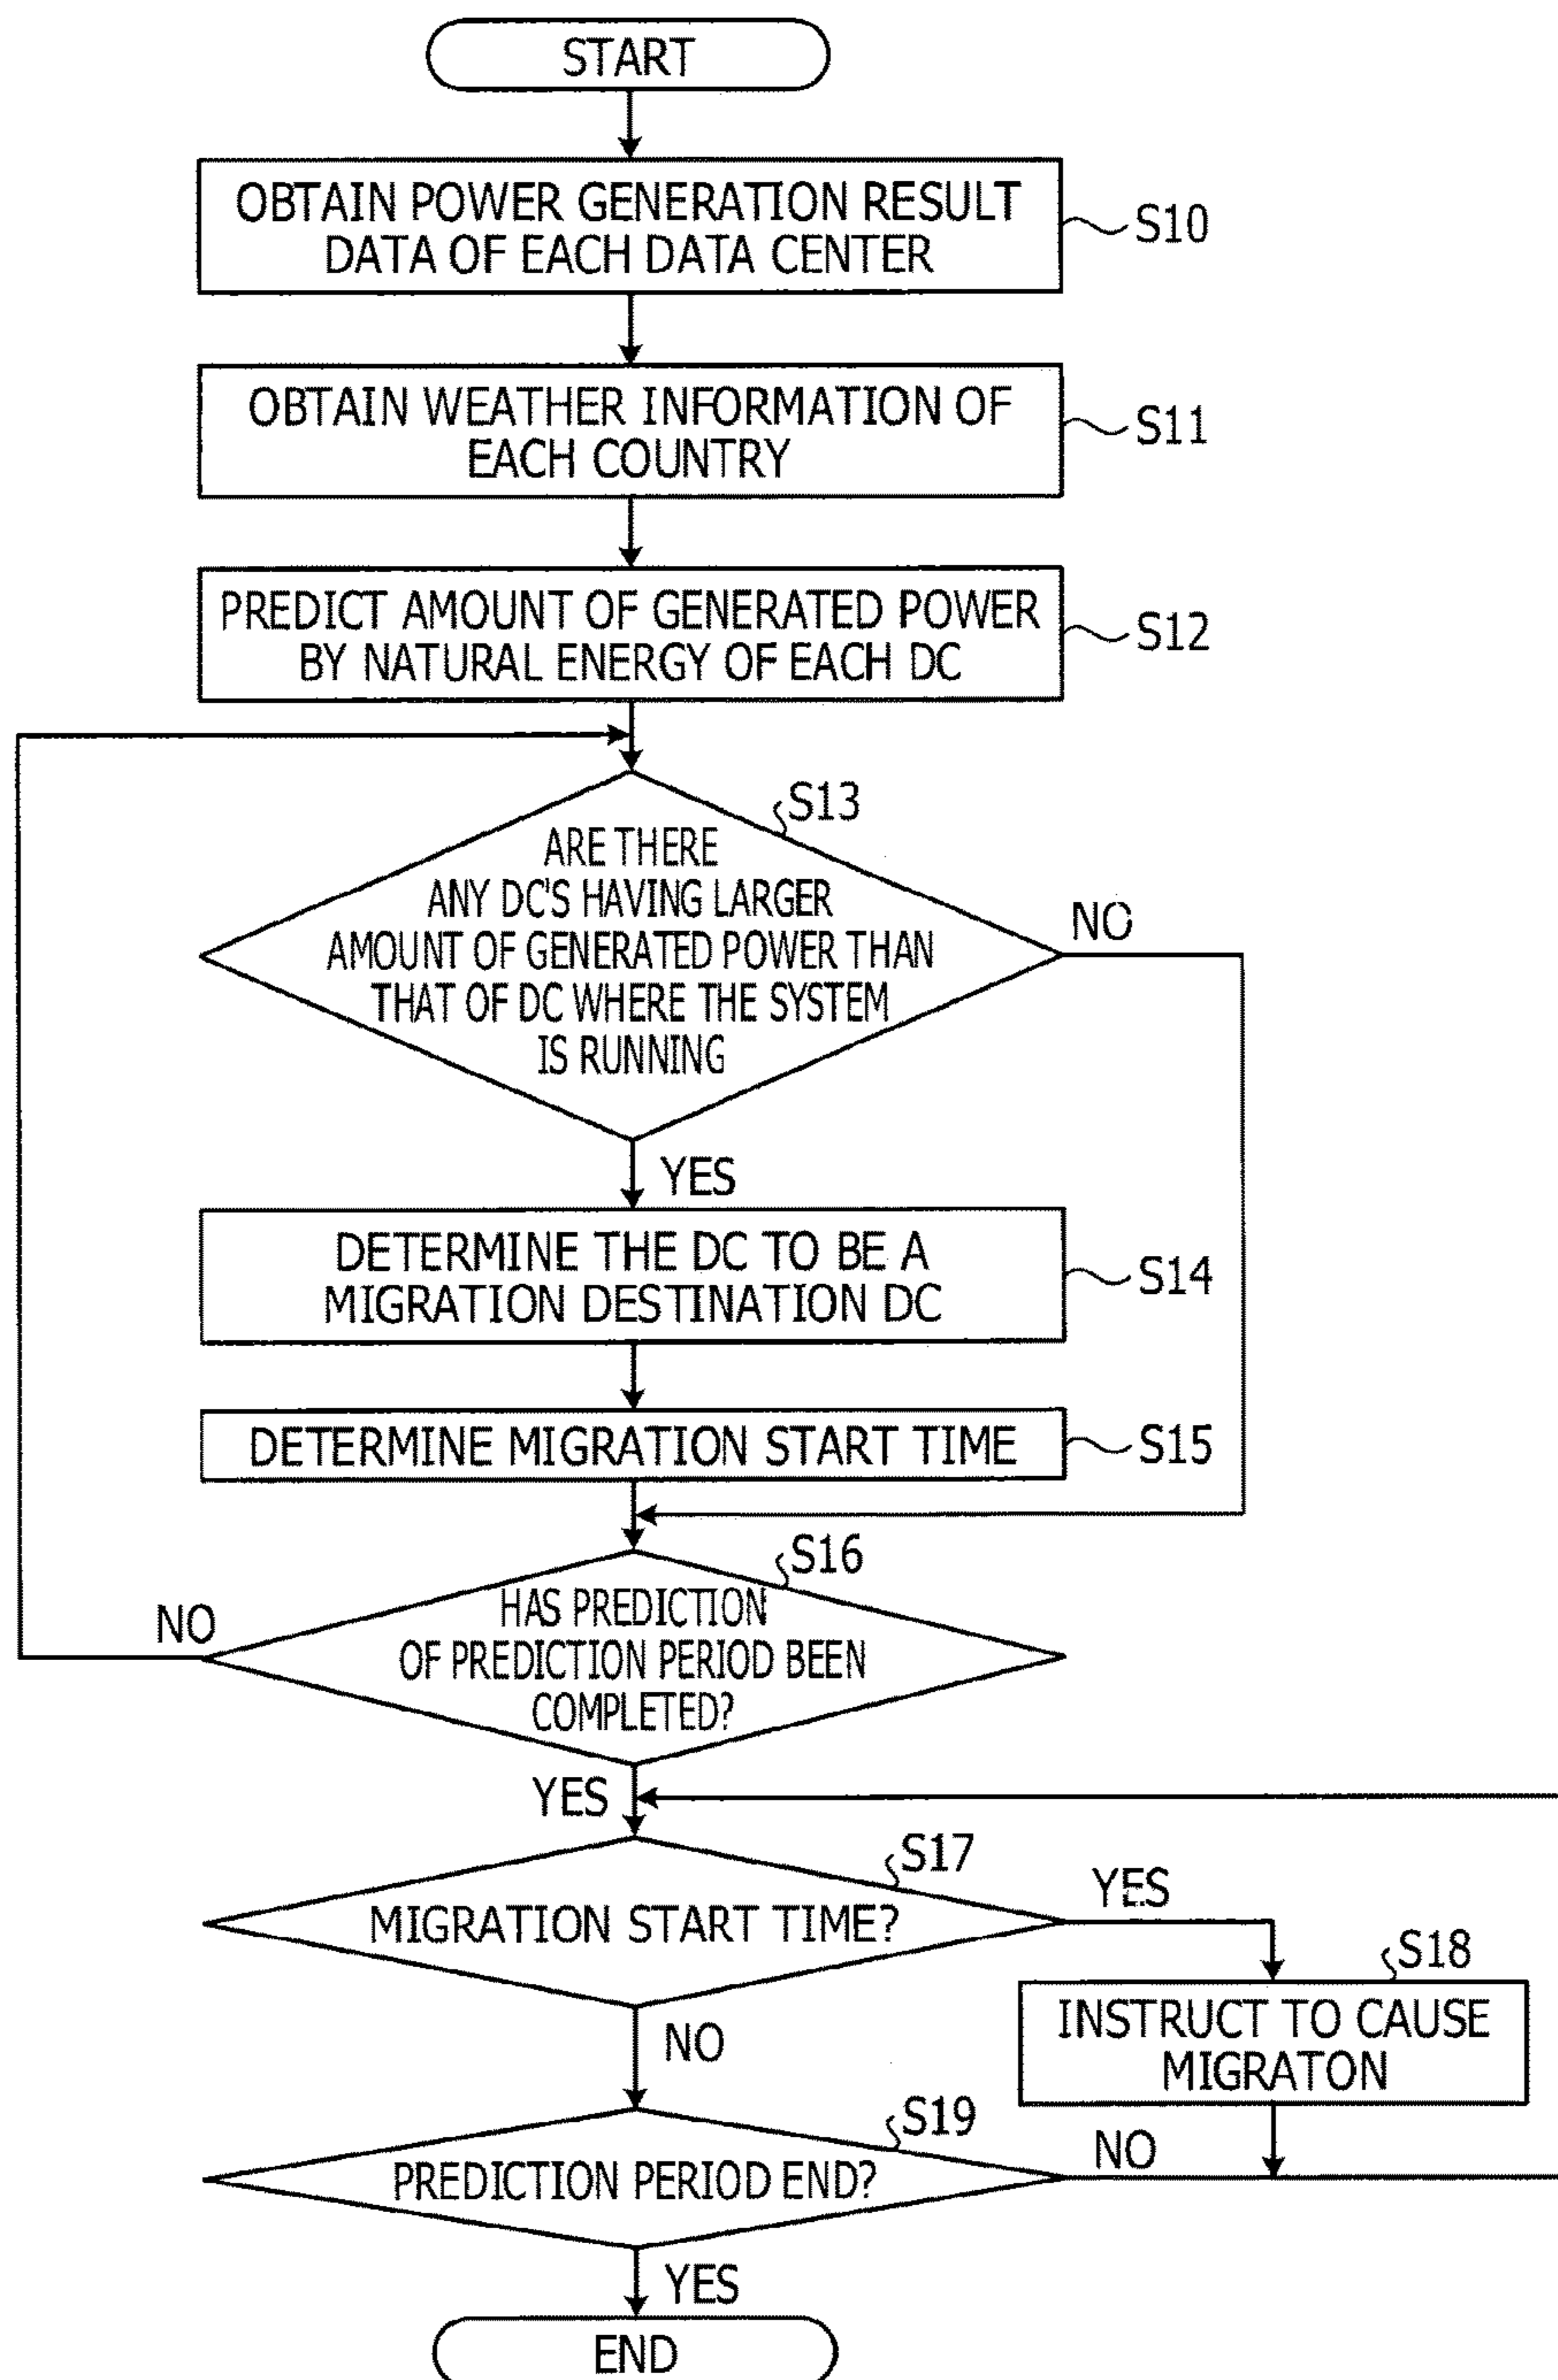 START
OBTAIN POWER GENERATION RESULT
DATA OF EACH DATA CENTER
S10
OBTAIN WEATHER INFORMATION OF
EACH COUNTRY
S11
PREDICT AMOUNT OF GENERATED POWER
BY NATURAL ENERGY OF EACH DC
S12
S13
ARE THERE
ANY DC'S HAVING LARGER
AMOUNT OF GENERATED POWER THAN
THAT OF DC WHERE THE SYSTEM
IS RUNNING
NO
YES
DETERMINE THE DC TO BE A
MIGRATION DESTINATION DC
S14
DETERMINE MIGRATION START TIME
S15
S16
HAS PREDICTION
OF PREDICTION PERIOD BEEN
COMPLETED?
NO
YES
S17
MIGRATION START TIME?
YES
S18
INSTRUCT TO CAUSE
MIGRATON
NO
S19
PREDICTION PERIOD END?
NO
YES
END